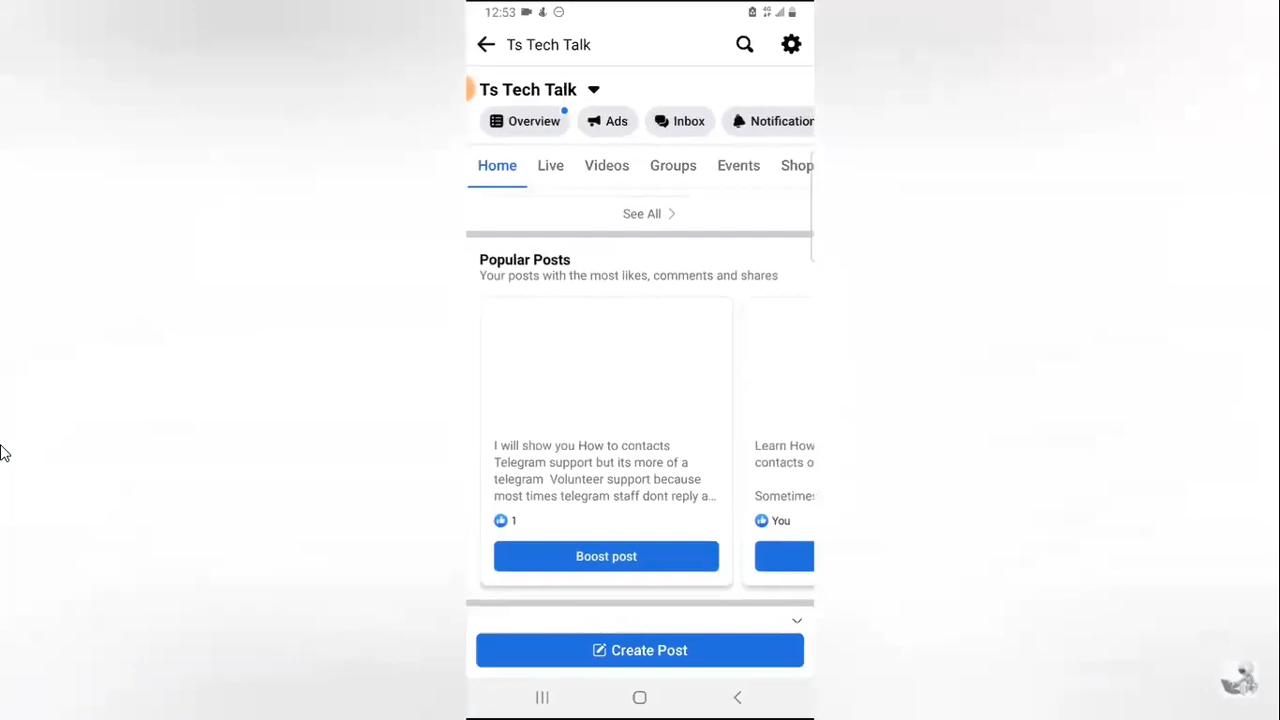 12:53
4G
Ts Tech Talk
Ts Tech Talk
Overview
Ads
Inbox
Notification
Home
Live
Videos
Groups
Events
Shop
See All
Popular Posts
Your posts with the most likes, comments and shares
I will show you How to contacts
Telegram support but its more of a
telegram Volunteer support because
most times telegram staff dont reply a...
1
Boost post
Learn How
contacts o
Sometimes
You
Create Post